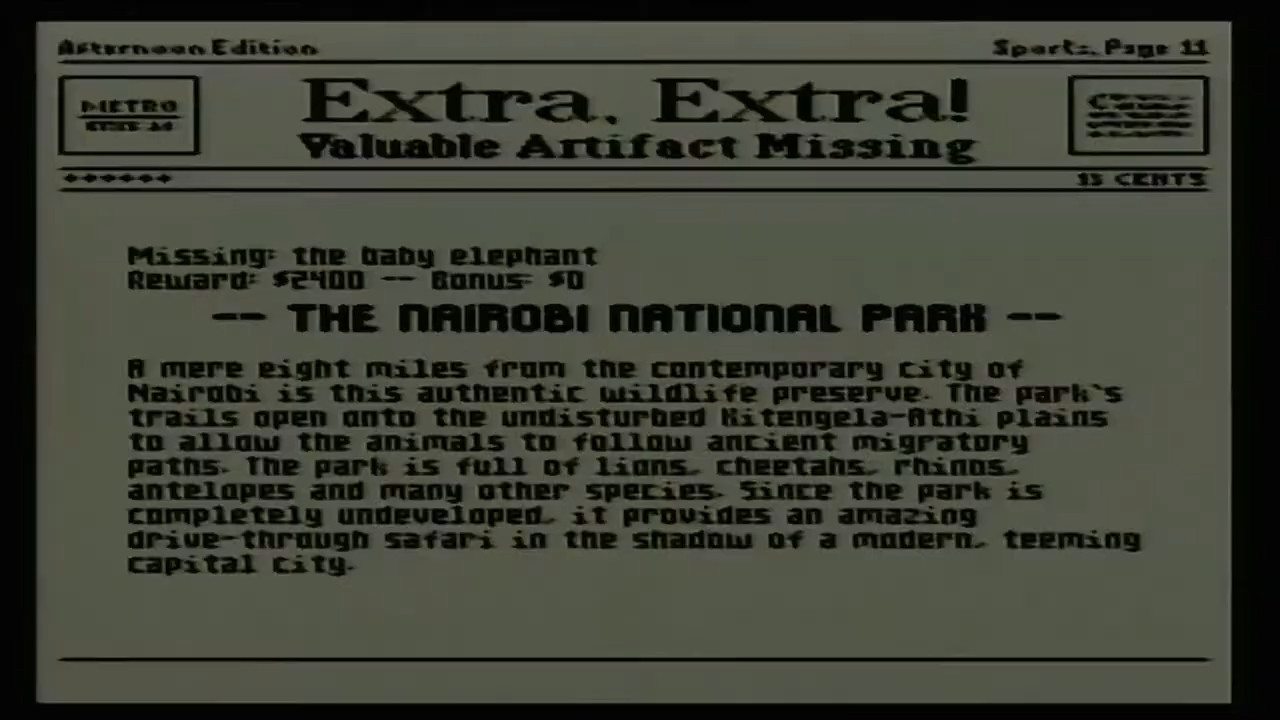 Afternoon Edition
Sports, Page 11
METRO
Extra, Extra!
Valuable Artifact Missing
13 CENTS
Missing: the baby elephant
Reward: $2400 -- Bonus: $0
-- THE NAIROBI NATIONAL PARK --
A mere eight miles from the contemporary city of
Nairobi is this authentic wildlife preserve. The park's
trails open onto the undisturbed Kitengela-Athi plains
to allow the animals to follow ancient migratory
paths. The park is full of lions, cheetahs, rhinos,
antelopes and many other species. Since the park is
completely undeveloped, it provides an amazing
drive-through safari in the shadow of a modern, teeming
capital city.